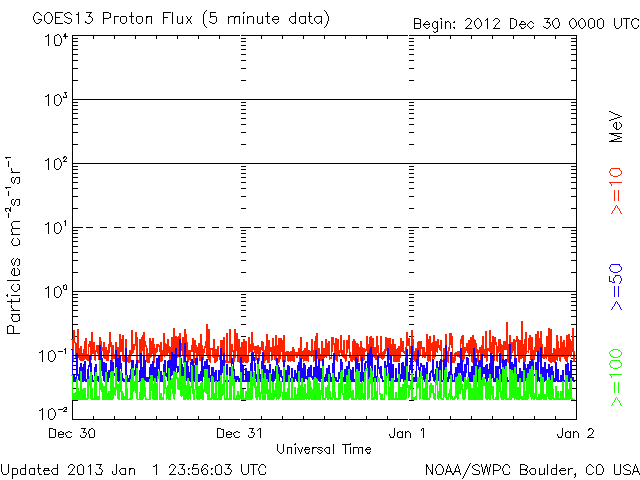 GOES13 Proton Flux (5 minute data)
Begin: 2012 Dec 30 0000 UTC
Particles cm⁻²s⁻¹sr⁻¹
10⁴
10³
10²
10¹
10⁰
10⁻¹
10⁻²
MeV
>=10
>=50
>=100
Dec 30
Dec 31
Jan 1
Jan 2
Universal Time
Updated 2013 Jan 1 23:56:03 UTC
NOAA/SWPC Boulder, CO USA